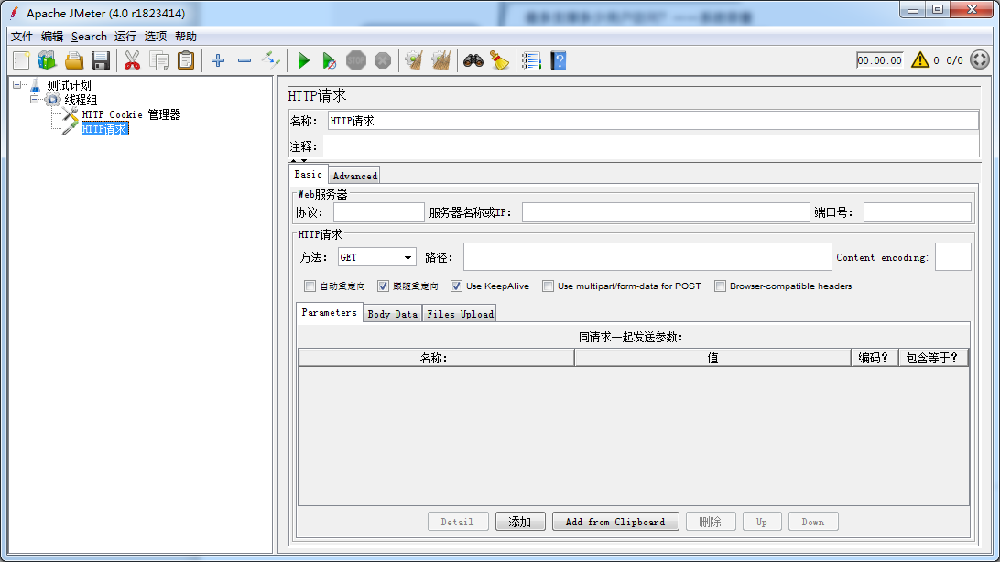 Apache JMeter (4.0 r1823414)
文件 编辑 Search 运行 选项 帮助
STOP 00:00:00 0 0/0
测试计划
线程组
HTTP Cookie 管理器
HTTP请求
HTTP请求
名称： HTTP请求
注释：
Basic Advanced
Web服务器
协议： 服务器名称或IP： 端口号：
HTTP请求
方法： GET 路径： Content encoding:
自动重定向 跟随重定向 Use KeepAlive Use multipart/form-data for POST Browser-compatible headers
Parameters Body Data Files Upload
同请求一起发送参数：
名称： 值 编码？ 包含等于？
Detail 添加 Add from Clipboard 删除 Up Down